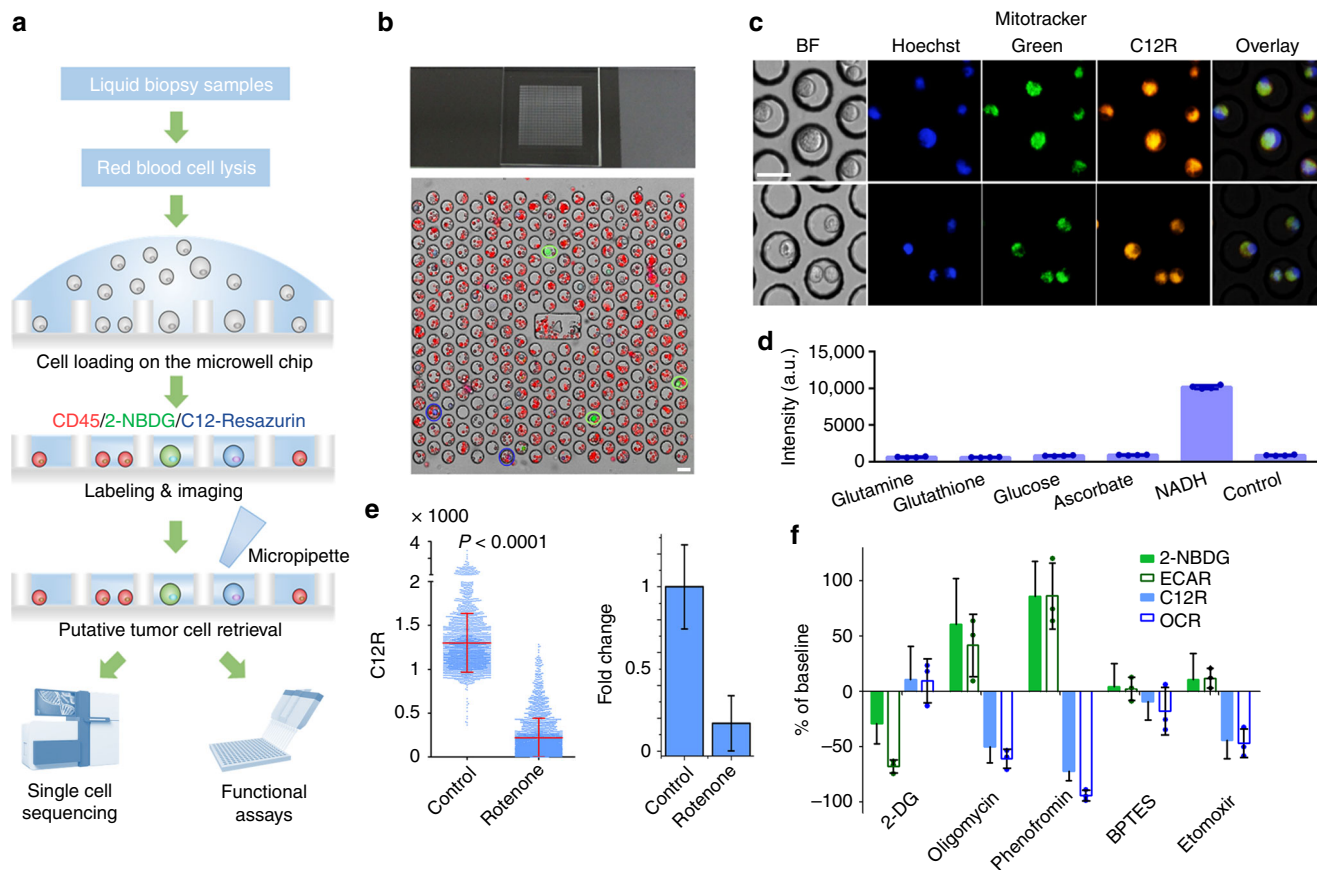 a
Liquid biopsy samples
Red blood cell lysis
Cell loading on the microwell chip
CD45/2-NBDG/C12-Resazurin
Labeling & imaging
Micropipette
Putative tumor cell retrieval
Single cell
sequencing
Functional
assays
b
c
Mitotracker
BF
Hoechst
Green
C12R
Overlay
d
Intensity (a.u.)
15,000
10,000
5000
0
Glutamine
Glutathione
Glucose
Ascorbate
NADH
Control
e
× 1000
P < 0.0001
C12R
4
2
1.5
1
0.5
0
Control
Rotenone
Fold change
1
0.5
0
Control
Rotenone
f
% of baseline
100
50
0
−50
−100
2-NBDG
ECAR
C12R
OCR
2-DG
Oligomycin
Phenofromin
BPTES
Etomoxir